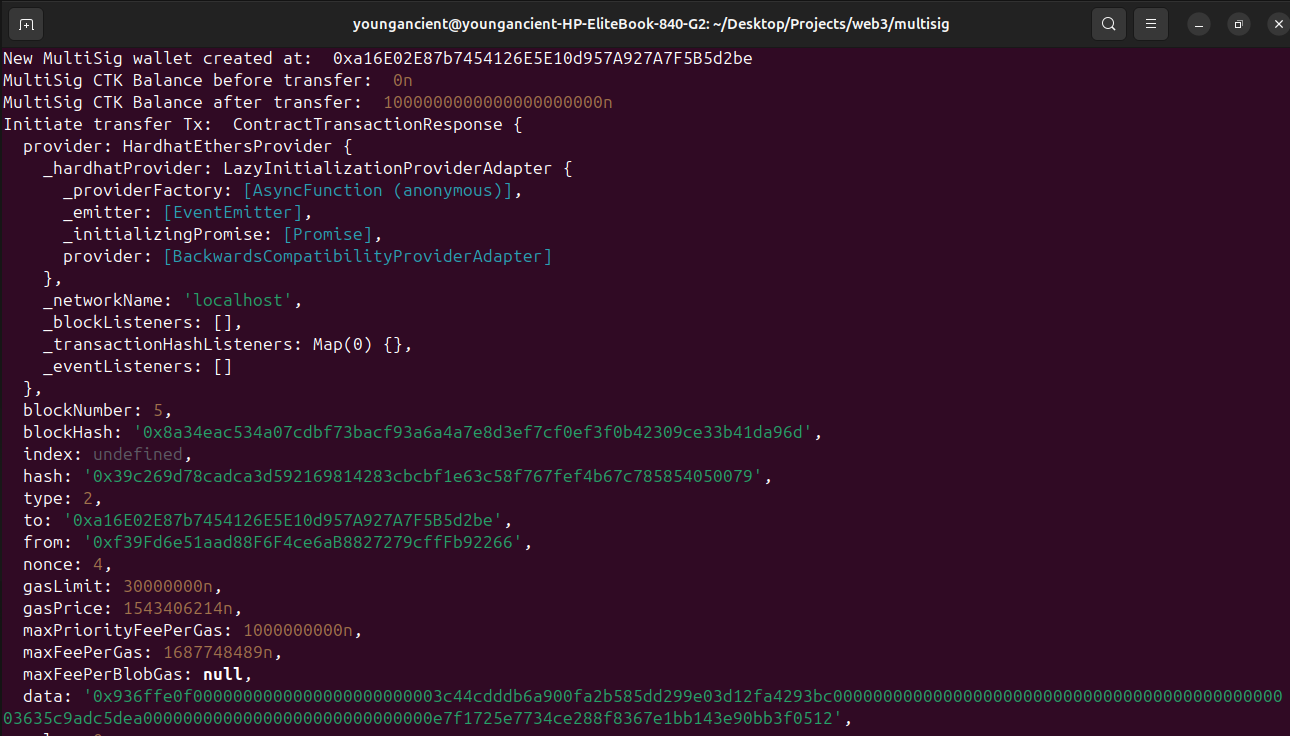 youngancient@youngancient-HP-EliteBook-840-G2: ~/Desktop/Projects/web3/multisig
New MultiSig wallet created at:  0xa16E02E87b7454126E5E10d957A927A7F5B5d2be
MultiSig CTK Balance before transfer:  0n
MultiSig CTK Balance after transfer:  1000000000000000000000n
Initiate transfer Tx:  ContractTransactionResponse {
  provider: HardhatEthersProvider {
    _hardhatProvider: LazyInitializationProviderAdapter {
      _providerFactory: [AsyncFunction (anonymous)],
      _emitter: [EventEmitter],
      _initializingPromise: [Promise],
      provider: [BackwardsCompatibilityProviderAdapter]
    },
    _networkName: 'localhost',
    _blockListeners: [],
    _transactionHashListeners: Map(0) {},
    _eventListeners: []
  },
  blockNumber: 5,
  blockHash: '0x8a34eac534a07cdbf73bacf93a6a4a7e8d3ef7cf0ef3f0b42309ce33b41da96d',
  index: undefined,
  hash: '0x39c269d78cadca3d592169814283cbcbf1e63c58f767fef4b67c785854050079',
  type: 2,
  to: '0xa16E02E87b7454126E5E10d957A927A7F5B5d2be',
  from: '0xf39Fd6e51aad88F6F4ce6aB8827279cffFb92266',
  nonce: 4,
  gasLimit: 30000000n,
  gasPrice: 1543406214n,
  maxPriorityFeePerGas: 1000000000n,
  maxFeePerGas: 1687748489n,
  maxFeePerBlobGas: null,
  data: '0x936ffe0f0000000000000000000000003c44cdddb6a900fa2b585dd299e03d12fa4293bc0000000000000000000000000000000000000000000000
03635c9adc5dea00000000000000000000000000000e7f1725e7734ce288f8367e1bb143e90bb3f0512',